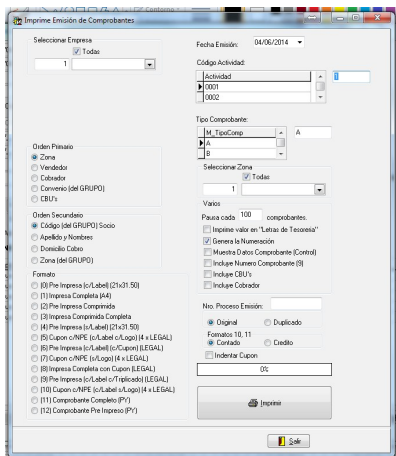 Imprime Emisión de Comprobantes
Seleccionar Empresa
Todas
1
Fecha Emisión: 04/06/2014
Código Actividad:
Actividad
0001
0002
1
Tipo Comprobante:
M_TipoComp
A
B
A
Orden Primario
Zona
Vendedor
Cobrador
Convenio (del GRUPO)
CBU's
Orden Secundario
Código (del GRUPO) Socio
Apellido y Nombres
Domicilio Cobro
Zona (del GRUPO)
Formato
(0) Pre Impresa (c/Label) (21x31.50)
(1) Impresa Completa (A4)
(2) Pre Impresa Comprimida
(3) Impresa Comprimida Completa
(4) Pre Impresa (s/Label) (21x31.50)
(5) Cupon c/NPE (c/Label s/Logo) (4 x LEGAL)
(6) Pre Impresa (c/Label) (c/Cupon) (LEGAL)
(7) Cupon c/NPE (s/Logo) (4 x LEGAL)
(8) Impresa Completa con Cupon (LEGAL)
(9) Pre Impresa (c/Label c/Triplicado) (LEGAL)
(10) Cupon c/NPE (c/Label c/Logo) (4 x LEGAL)
(11) Comprobante Completo (PY)
(12) Comprobante Pre Impreso (PY)
Seleccionar Zona
Todas
1
Varios
Pausa cada 100 comprobantes.
Imprime valor en "Letras de Tesoreria"
Genera la Numeración
Muestra Datos Comprobante (Control)
Incluye Numero Comprobante (9)
Incluye CBU's
Incluye Cobrador
Nro. Proceso Emisión:
Original Duplicado
Formatos 10, 11
Contado Credito
Indentar Cupon
0%
Imprimir
Salir